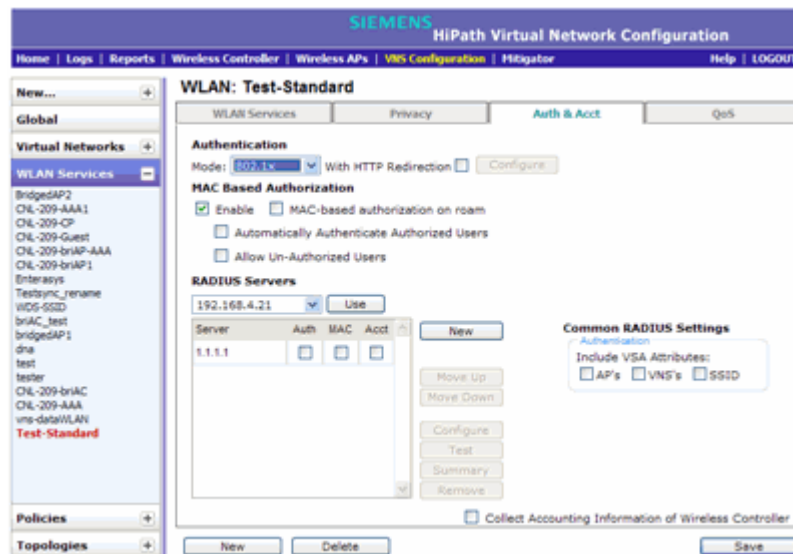 SIEMENS
HiPath Virtual Network Configuration
Home | Logs | Reports | Wireless Controller | Wireless APs | VNS Configuration | Mitigator Help | LOGOUT
WLAN: Test-Standard
New...
Global
Virtual Networks
WLAN Services
BridgedAP2
CNL-209-AAA1
CNL-209-CP
CNL-209-Guest
CNL-209-briAP-AAA
CNL-209-briAP1
Enterasys
Testsync_rename
WDS-SSID
briAC_test
bridgedAP1
dna
test
tester
CNL-209-briAC
CNL-209-AAA
vns-dataWLAN
Test-Standard
Policies
Topologies
WLAN Services Privacy Auth & Acct QoS
Authentication
Mode: 802.1x With HTTP Redirection Configure
MAC Based Authorization
Enable MAC-based authorization on roam
Automatically Authenticate Authorized Users
Allow Un-Authorized Users
RADIUS Servers
192.168.4.21 Use
Server Auth MAC Acct
1.1.1.1
New
Move Up
Move Down
Configure
Test
Summary
Remove
Common RADIUS Settings
Authentication
Include VSA Attributes:
AP's VNS's SSID
Collect Accounting Information of Wireless Controller
New Delete Save